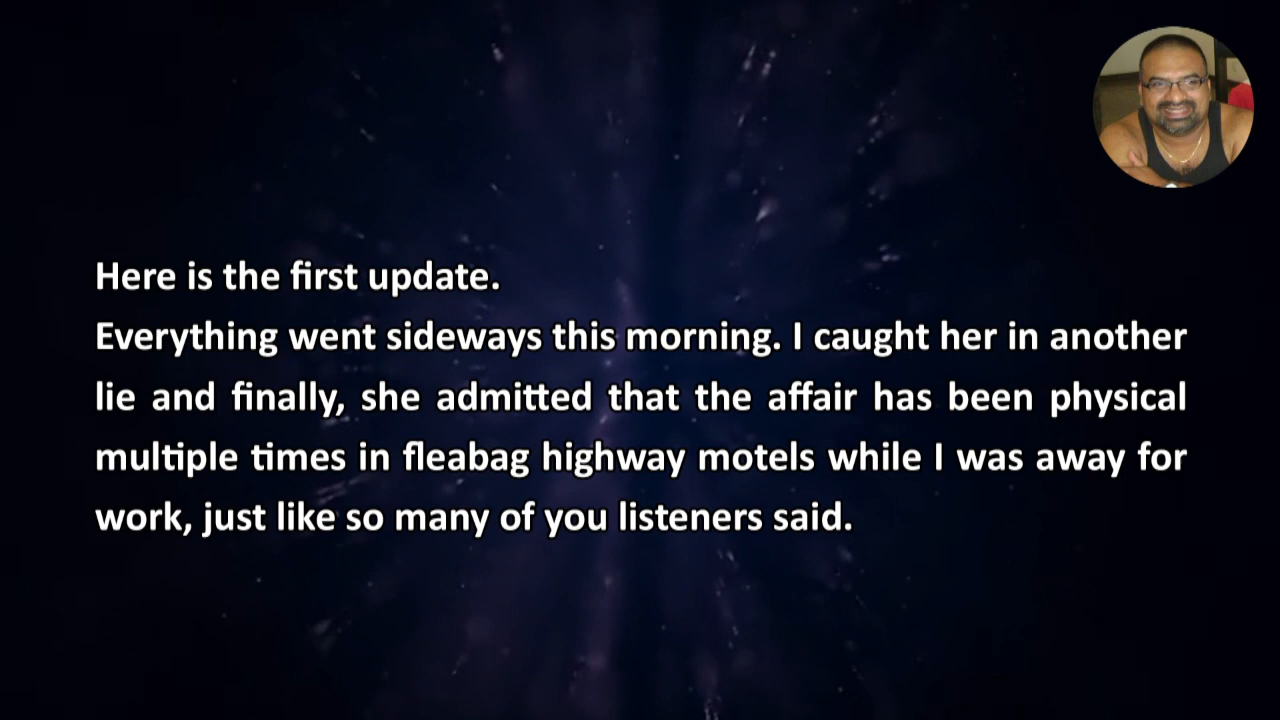 Here is the first update.
Everything went sideways this morning. I caught her in another
lie and finally, she admitted that the affair has been physical
multiple times in fleabag highway motels while I was away for
work, just like so many of you listeners said.